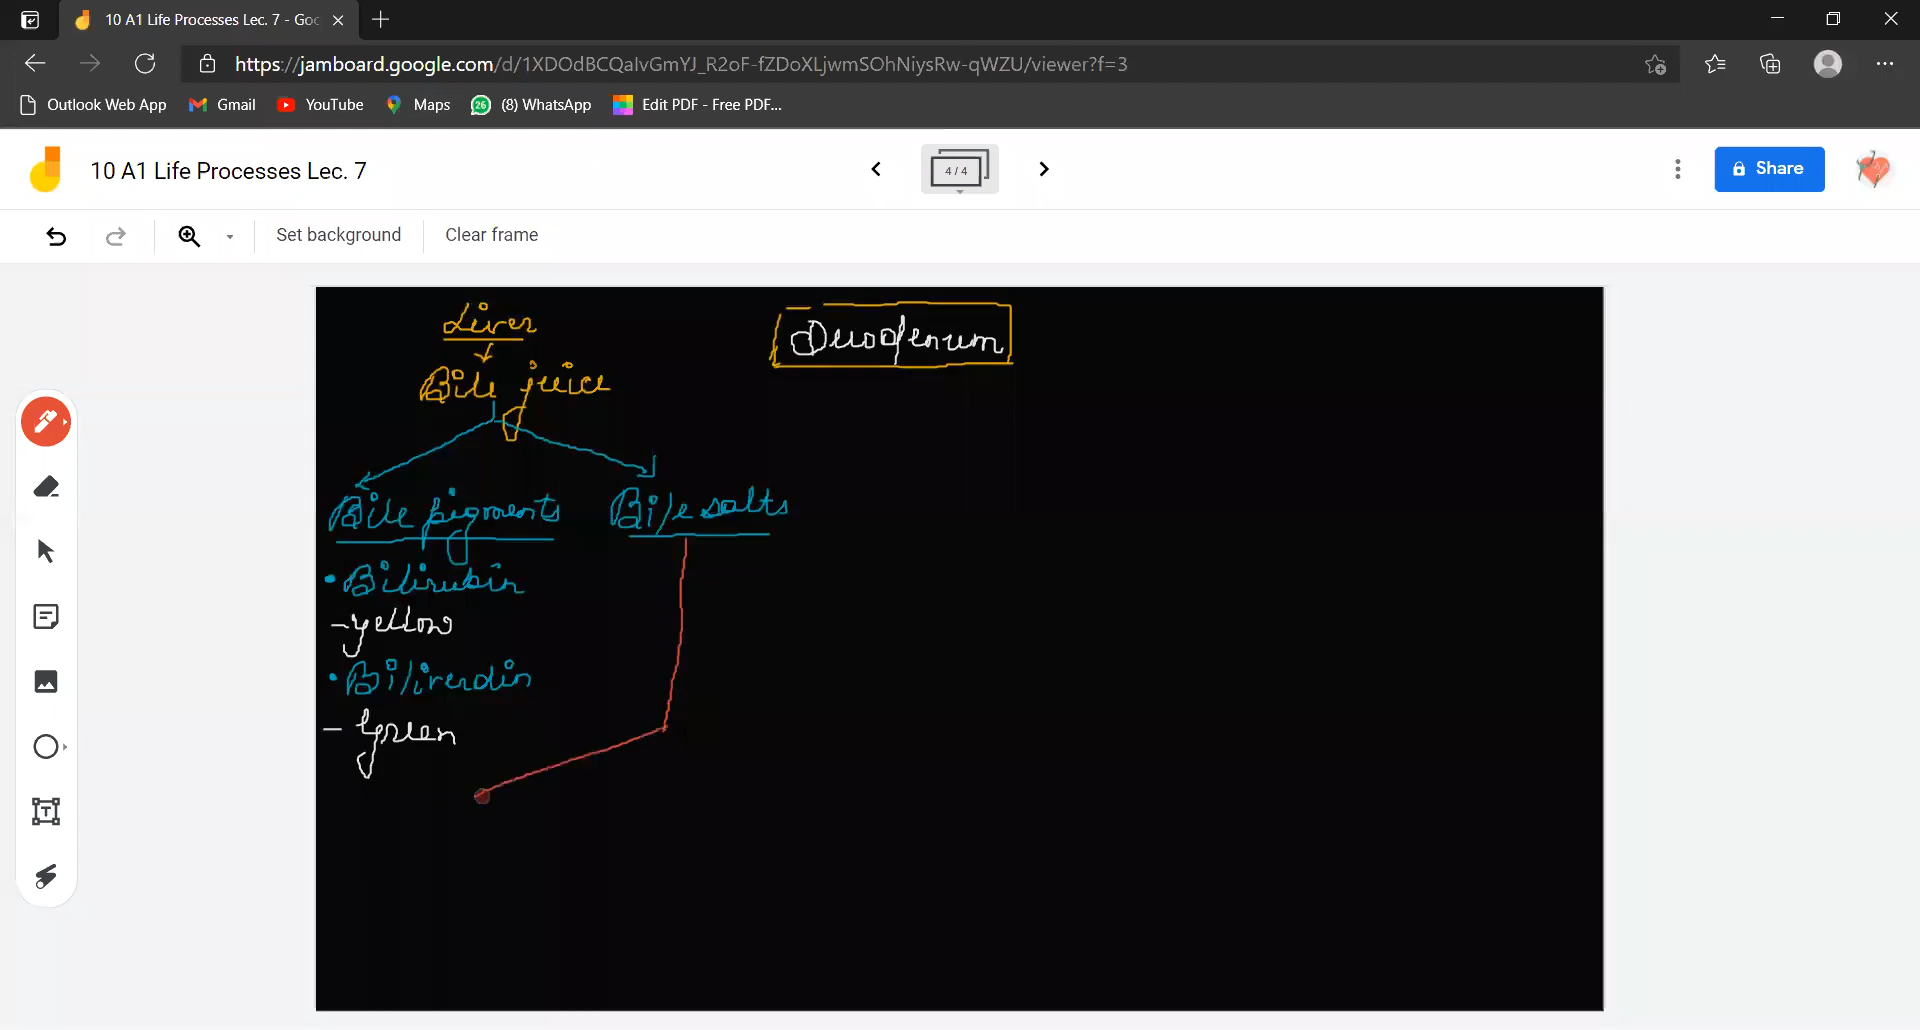 10 A1 Life Processes Lec. 7 - Goo
https://jamboard.google.com/d/1XDOdBCQaIvGmYJ_R2oF-fZDoXLjwmSOhNiysRw-qWZU/viewer?f=3
Outlook Web App Gmail YouTube Maps 26 (8) WhatsApp Edit PDF - Free PDF...
10 A1 Life Processes Lec. 7
4 / 4
Share
Set background Clear frame
Liver
Duodenum
Bile juice
Bile pigments Bile salts
• Bilirubin
- yellow
• Biliverdin
- Green